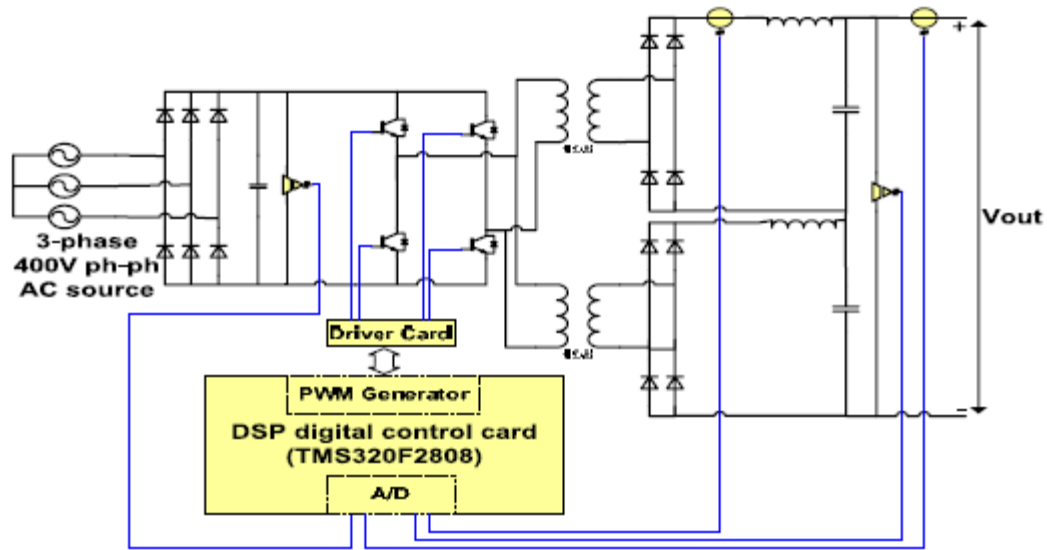 +
3-phase
400V ph-ph
AC source
Vout
Driver Card
PWM Generator
DSP digital control card
(TMS320F2808)
A/D
-